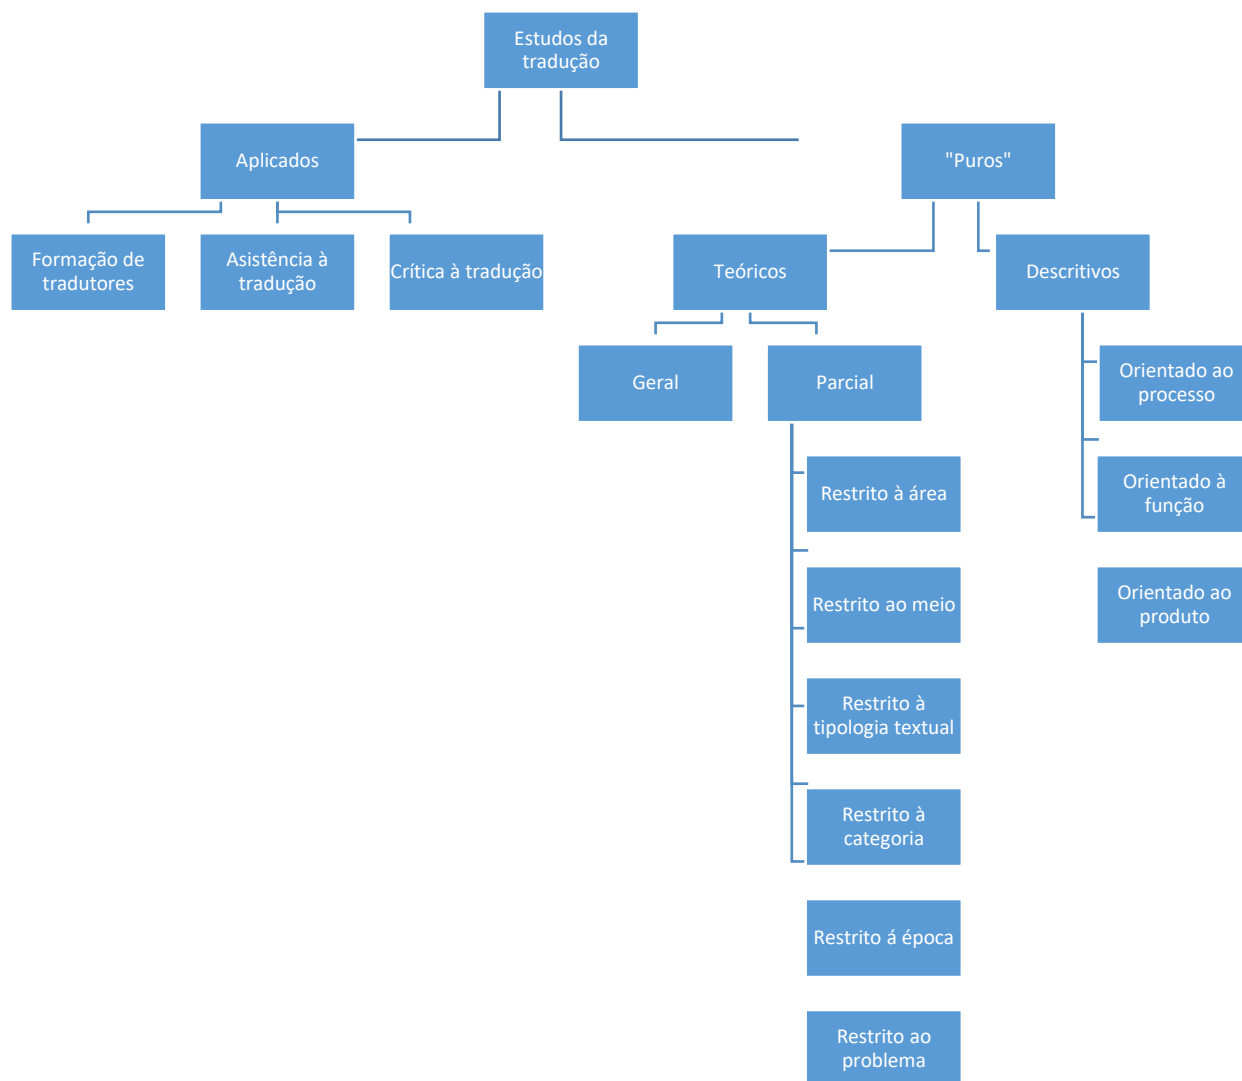 Estudos da
tradução
Aplicados
"Puros"
Formação de
tradutores
Asistência à
tradução
Crítica à tradução
Teóricos
Descritivos
Geral
Parcial
Orientado ao
processo
Restrito à área
Orientado à
função
Restrito ao meio
Orientado ao
produto
Restrito à
tipologia textual
Restrito à
categoria
Restrito á época
Restrito ao
problema